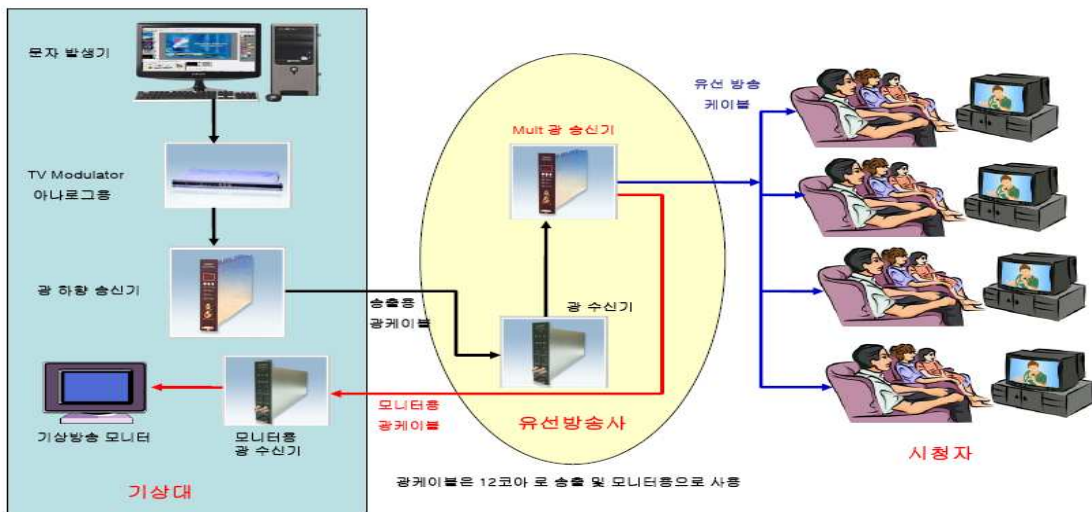 문자 발생기
TV Modulator
아나로그용
광 하향 송신기
기상방송 모니터
모니터용
광 수신기
기상대
송출용
광케이블
모니터용
광케이블
Mult 광 송신기
광 수신기
유선방송사
광케이블은 12코아 로 송출 및 모니터용으로 사용
유선 방송
케이블
시청자